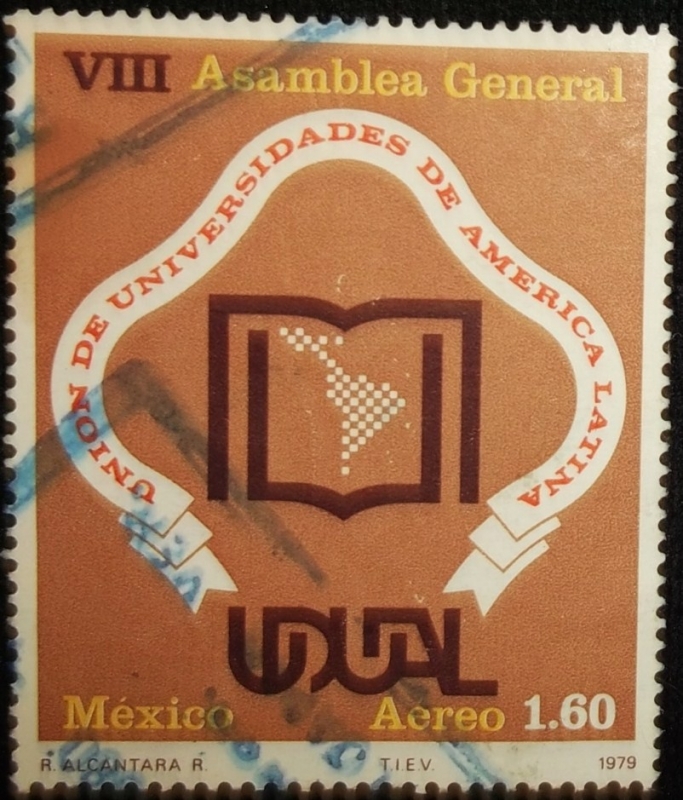 VIII Asamblea General
UNION DE UNIVERSIDADES DE AMERICA LATINA
UDUAL
México Aereo 1.60
R. ALCANTARA R. T.I.E.V. 1979